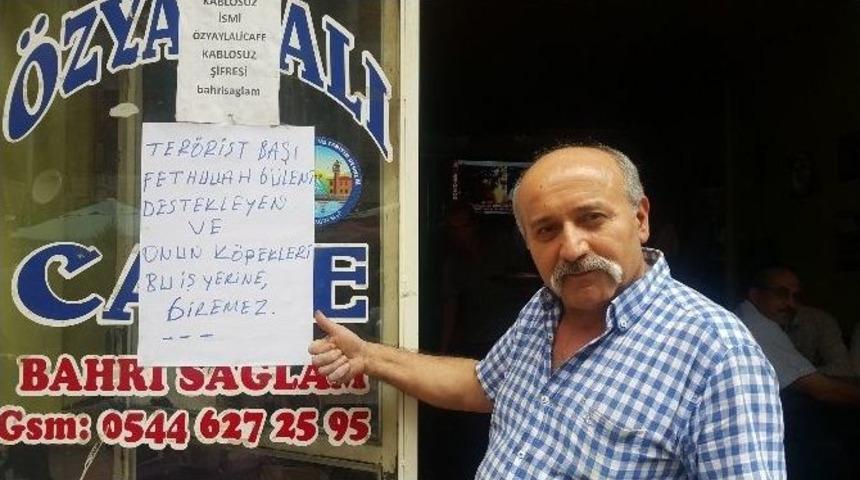 KABLOSUZ
İSMİ
ÖZYAYLALICAFE
KABLOSUZ
ŞİFRESİ
bahrisaglam
ÖZYA ALI
TERÖRİST BAŞI
FETHULLAH GÜLENİ
DESTEKLEYEN
VE
ONUN KÖPEKLERİ
BU İŞ YERİNE,
GİREMEZ.
CA E
BAHRİ SAĞLAM
Gsm: 0544 627 25 95